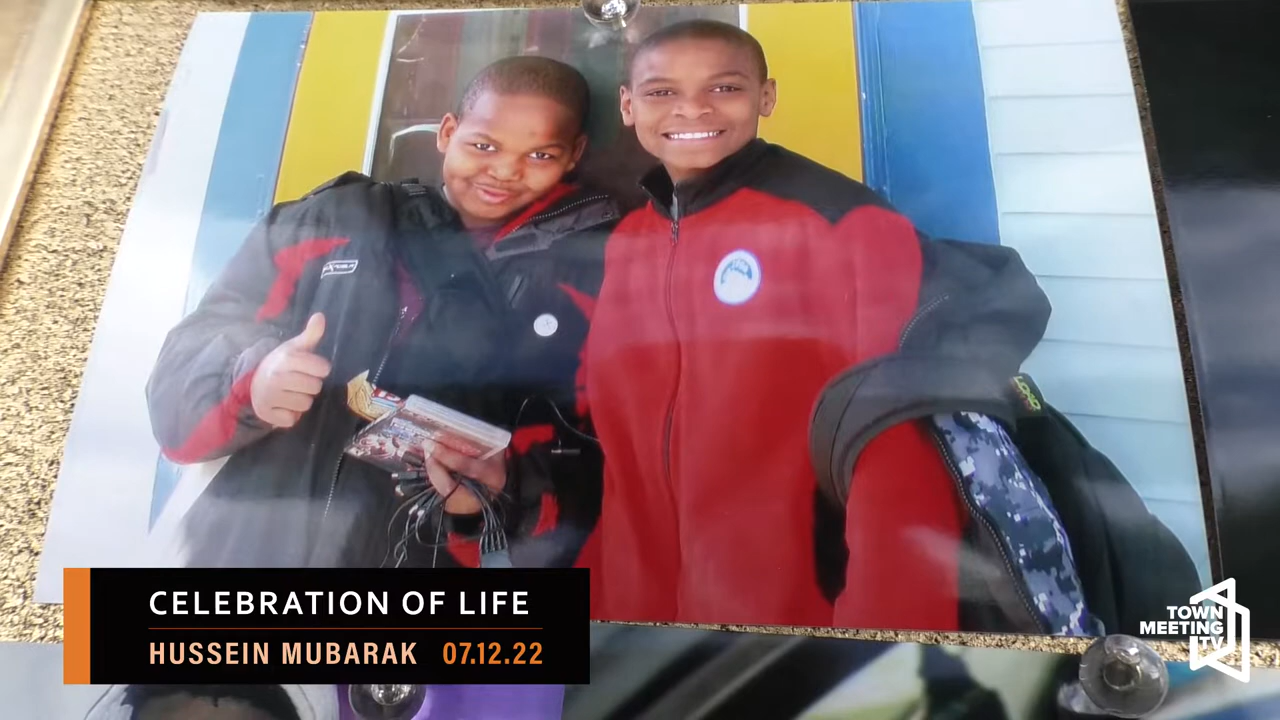 CELEBRATION OF LIFE
HUSSEIN MUBARAK 07.12.22
TOWN
MEETING
TV